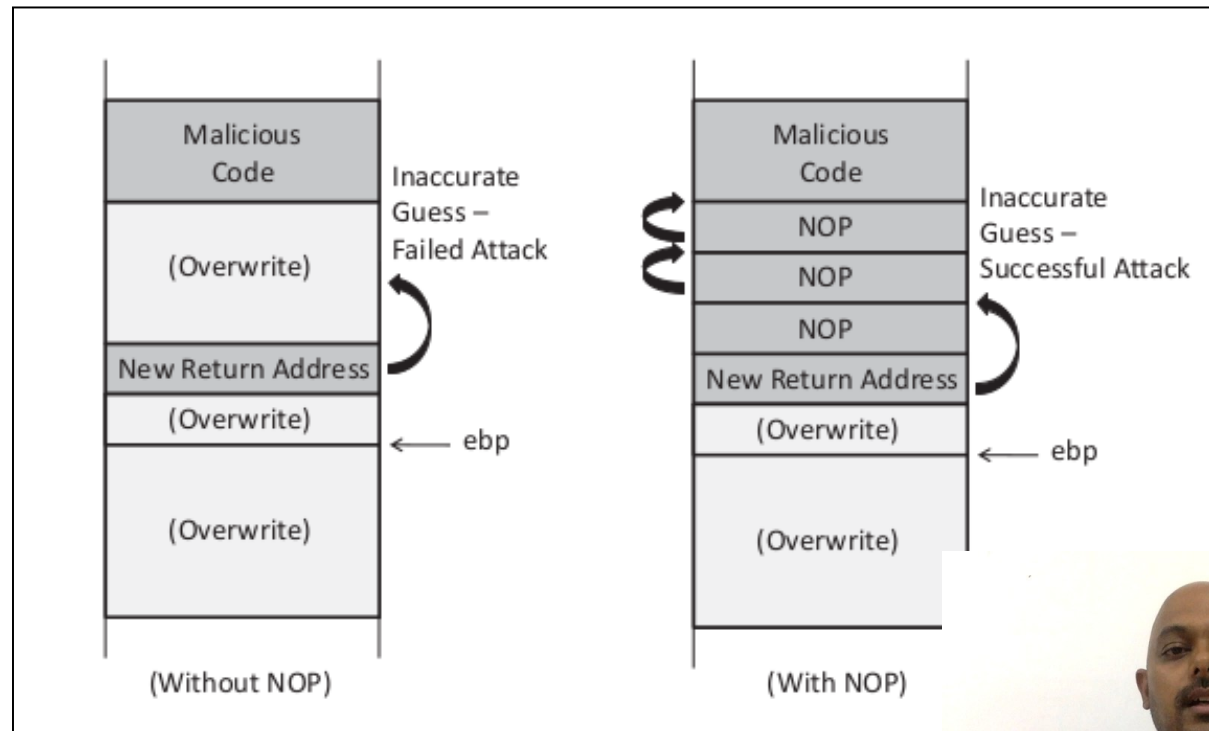 Malicious
Code
Inaccurate
Guess –
Failed Attack
(Overwrite)
New Return Address
(Overwrite)
ebp
(Overwrite)
(Without NOP)
Malicious
Code
NOP
Inaccurate
Guess –
Successful Attack
NOP
NOP
New Return Address
(Overwrite)
ebp
(Overwrite)
(With NOP)